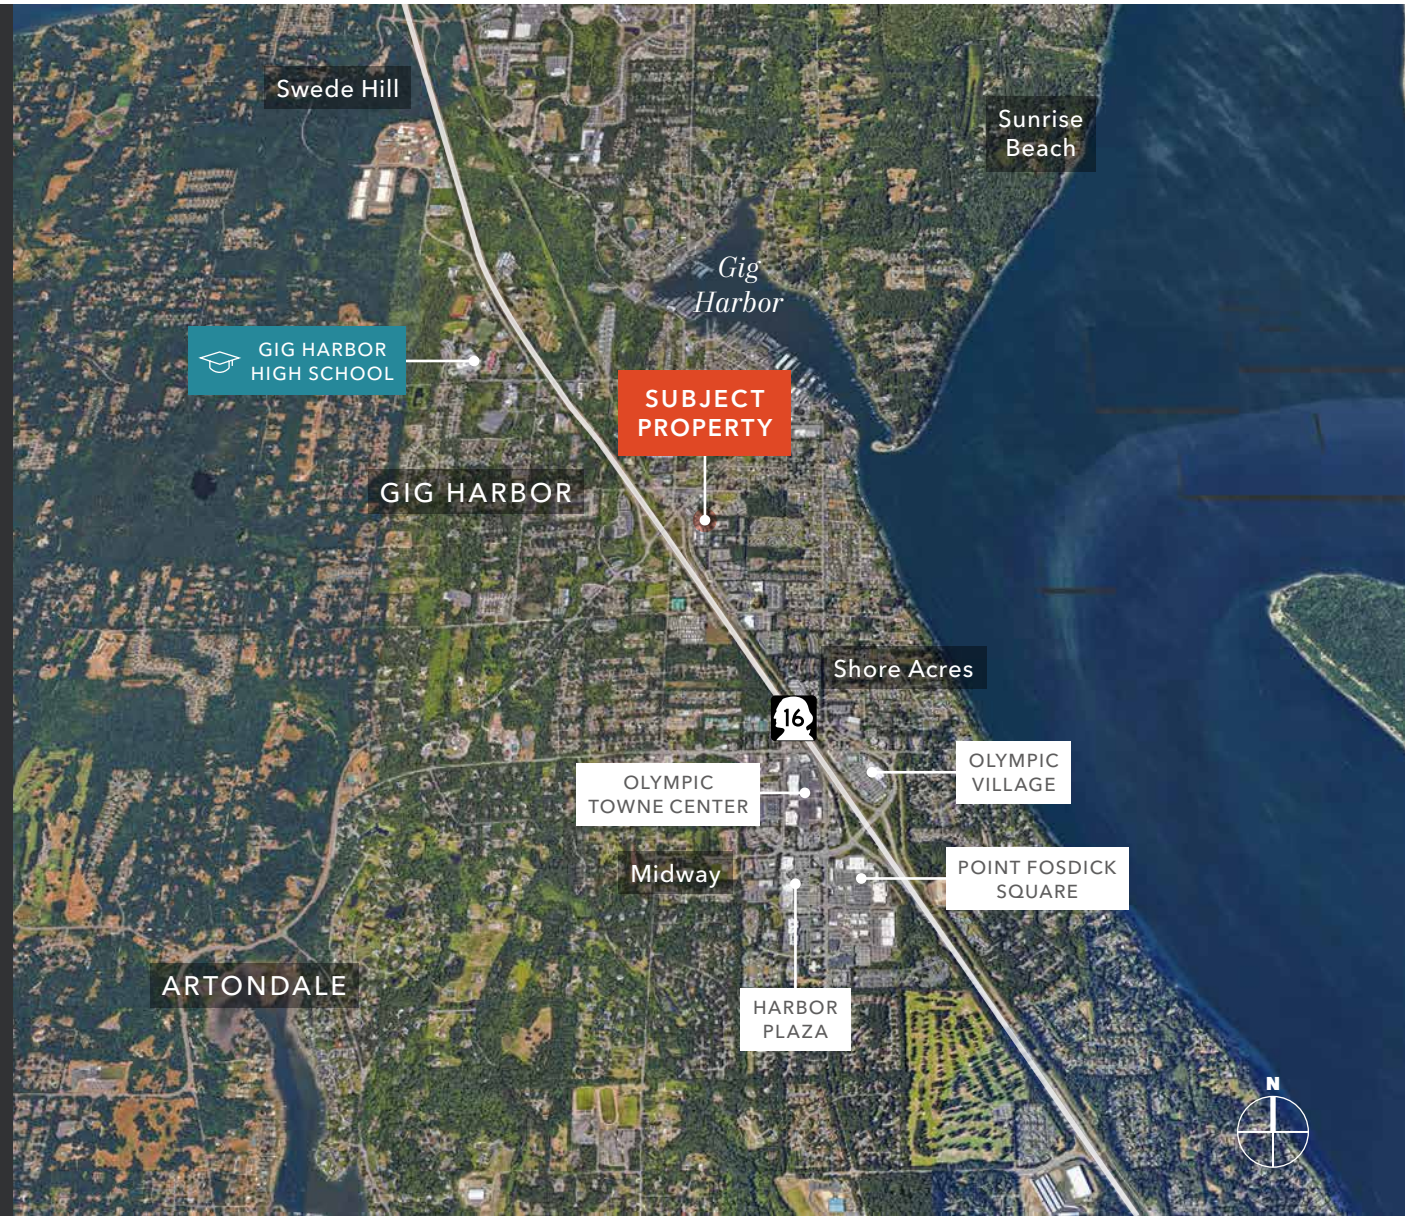 Swede Hill
Sunrise
Beach
Gig
Harbor
GIG HARBOR
HIGH SCHOOL
SUBJECT
PROPERTY
GIG HARBOR
Shore Acres
16
OLYMPIC
VILLAGE
OLYMPIC
TOWNE CENTER
Midway
POINT FOSDICK
SQUARE
ARTONDALE
HARBOR
PLAZA
N